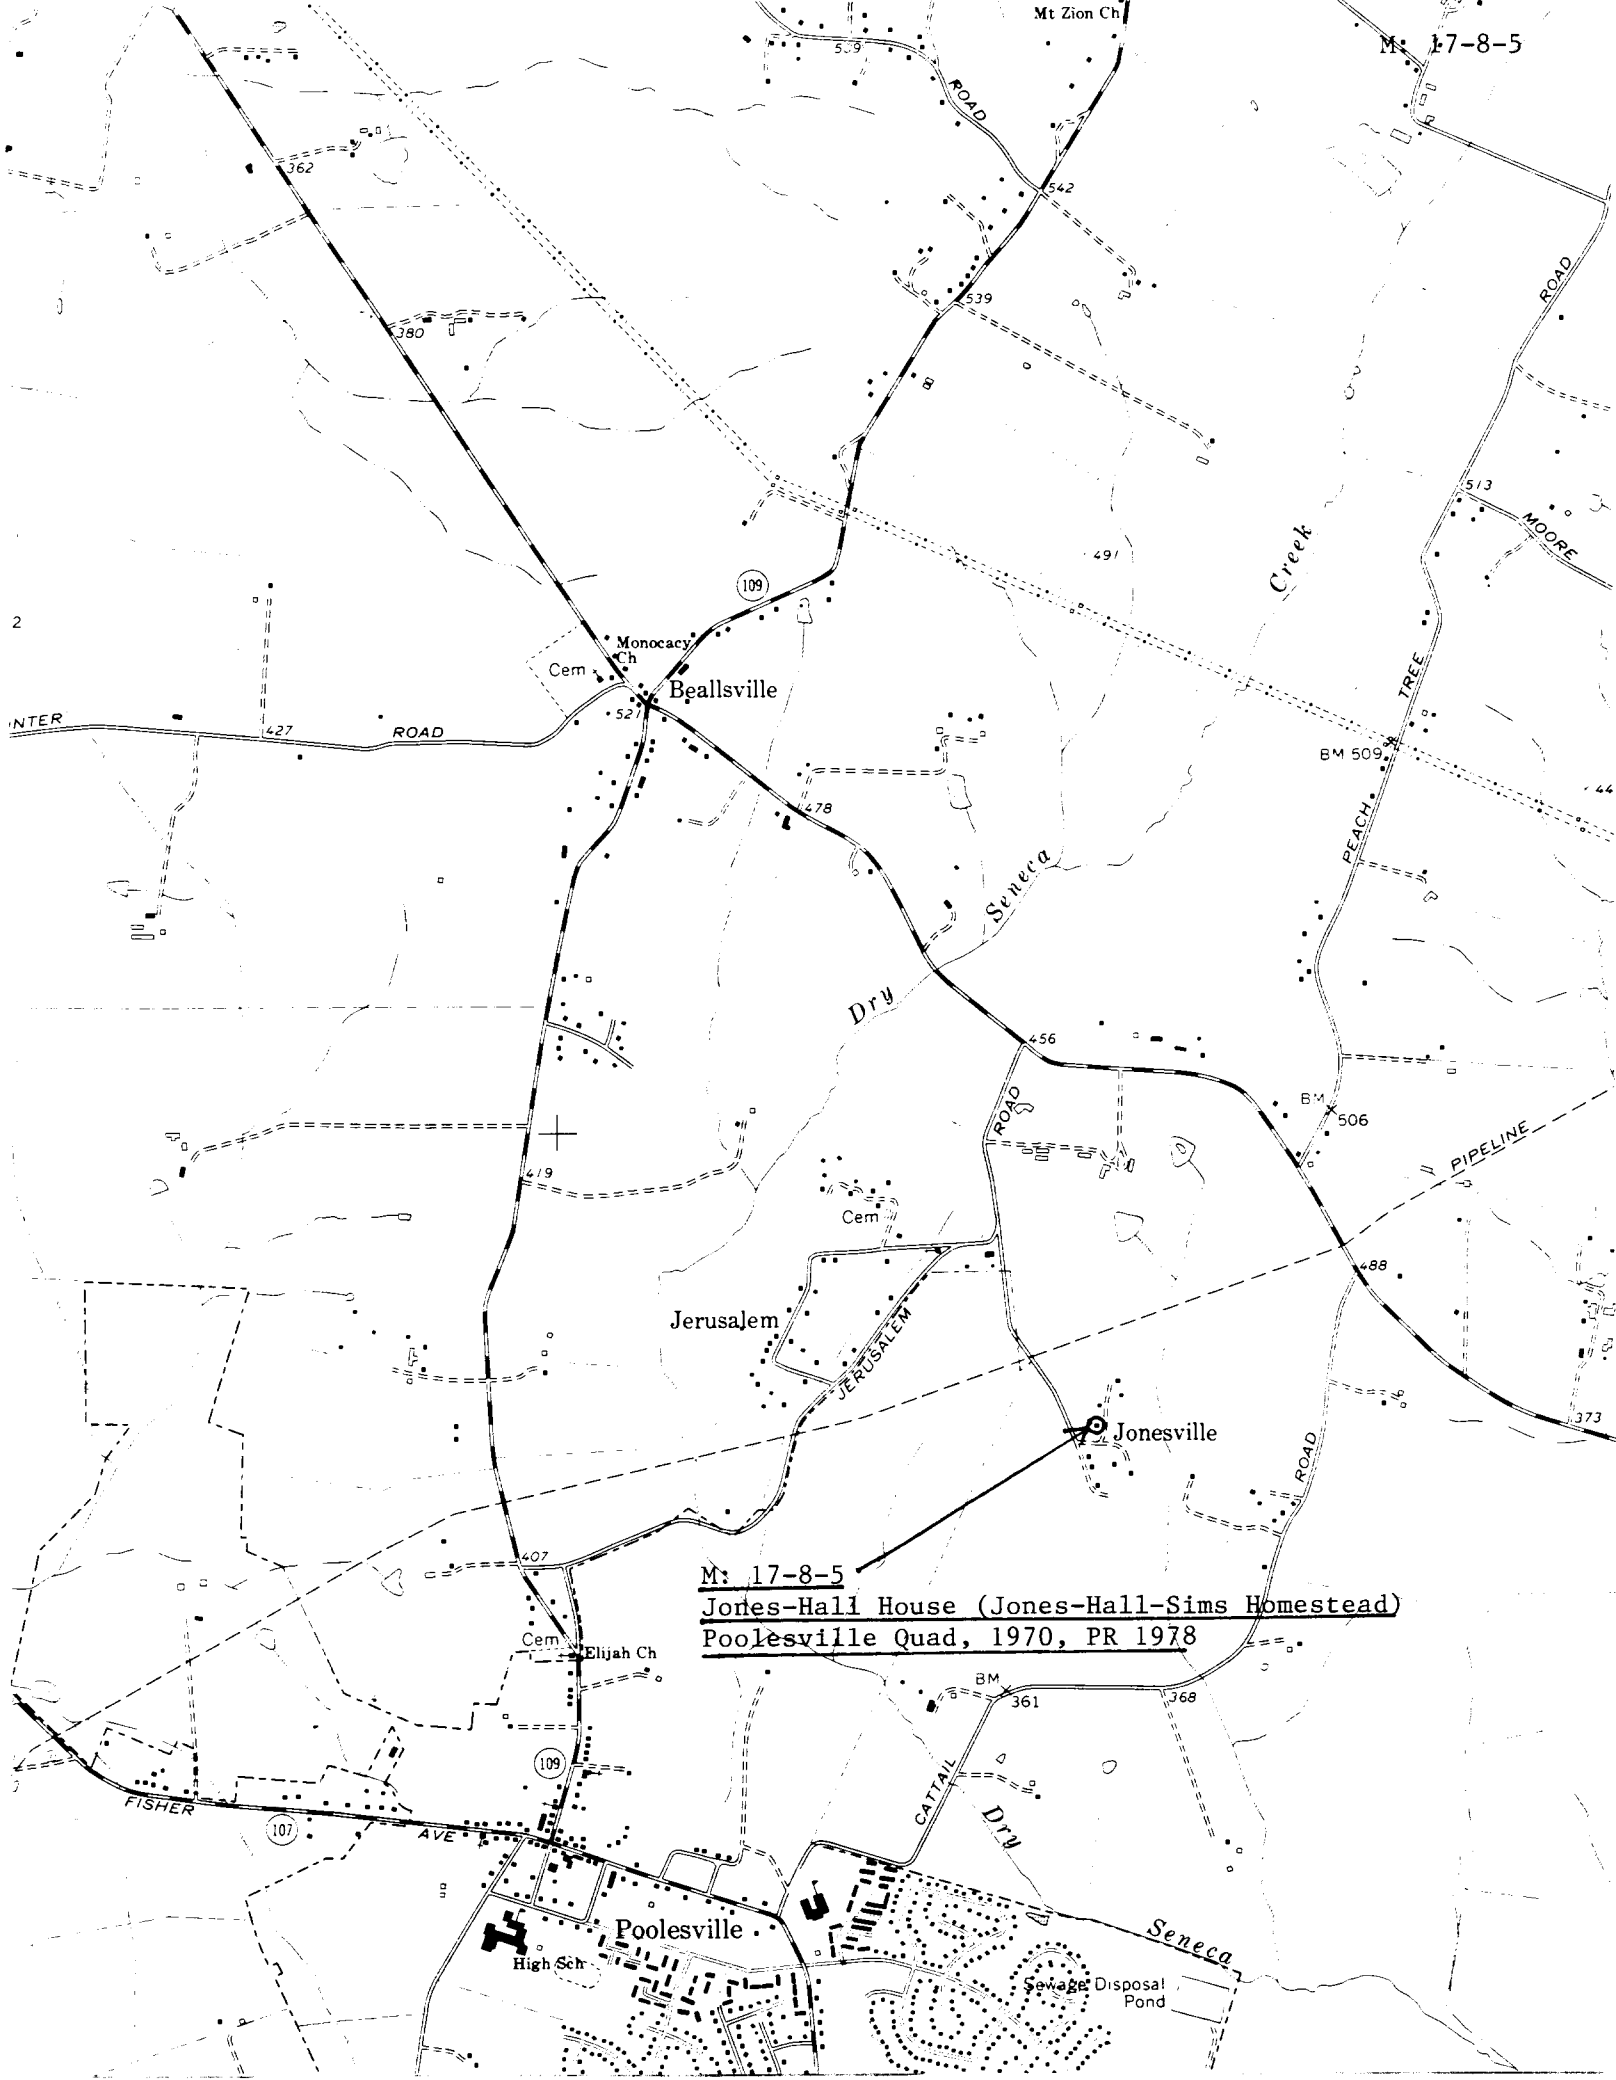 Mt Zion Ch
M: 17-8-5
539
ROAD
362
542
539
ROAD
380
513
MOORE
491
Creek
109
2
Monocacy
Ch
Cem
Beallsville
TREE
521
INTER
427
ROAD
BM 509
44
478
PEACH
Seneca
Dry
456
ROAD
BM
506
PIPELINE
419
Cem
488
Jerusalem
JERUSALEM
373
Jonesville
ROAD
407
M: 17-8-5
Jones-Hall House (Jones-Hall-Sims Homestead)
Poolesville Quad, 1970, PR 1978
Cem
Elijah Ch
BM
361
368
109
CATTAIL
FISHER
107
AVE
Dry
Poolesville
Seneca
High Sch
Sewage Disposal
Pond